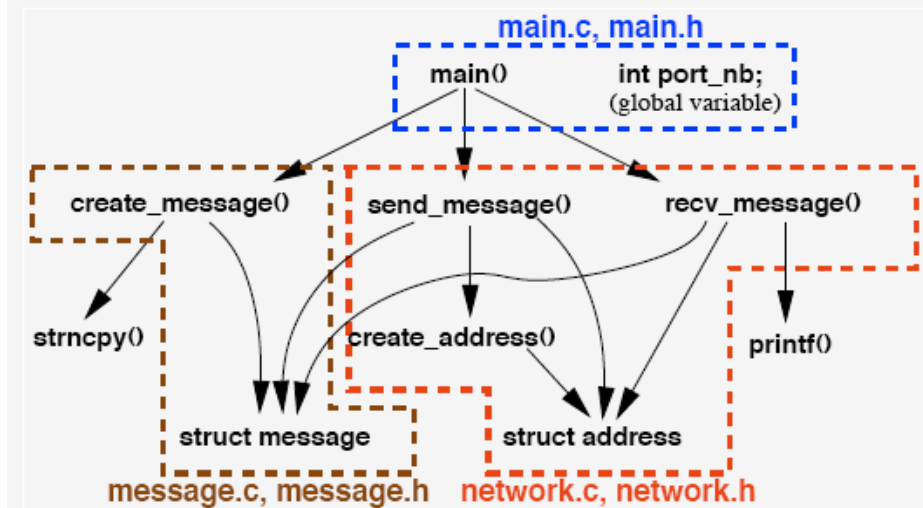 main.c, main.h
main() int port_nb;
(global variable)
create_message() send_message() recv_message()
strncpy() create_address() printf()
struct message struct address
message.c, message.h network.c, network.h